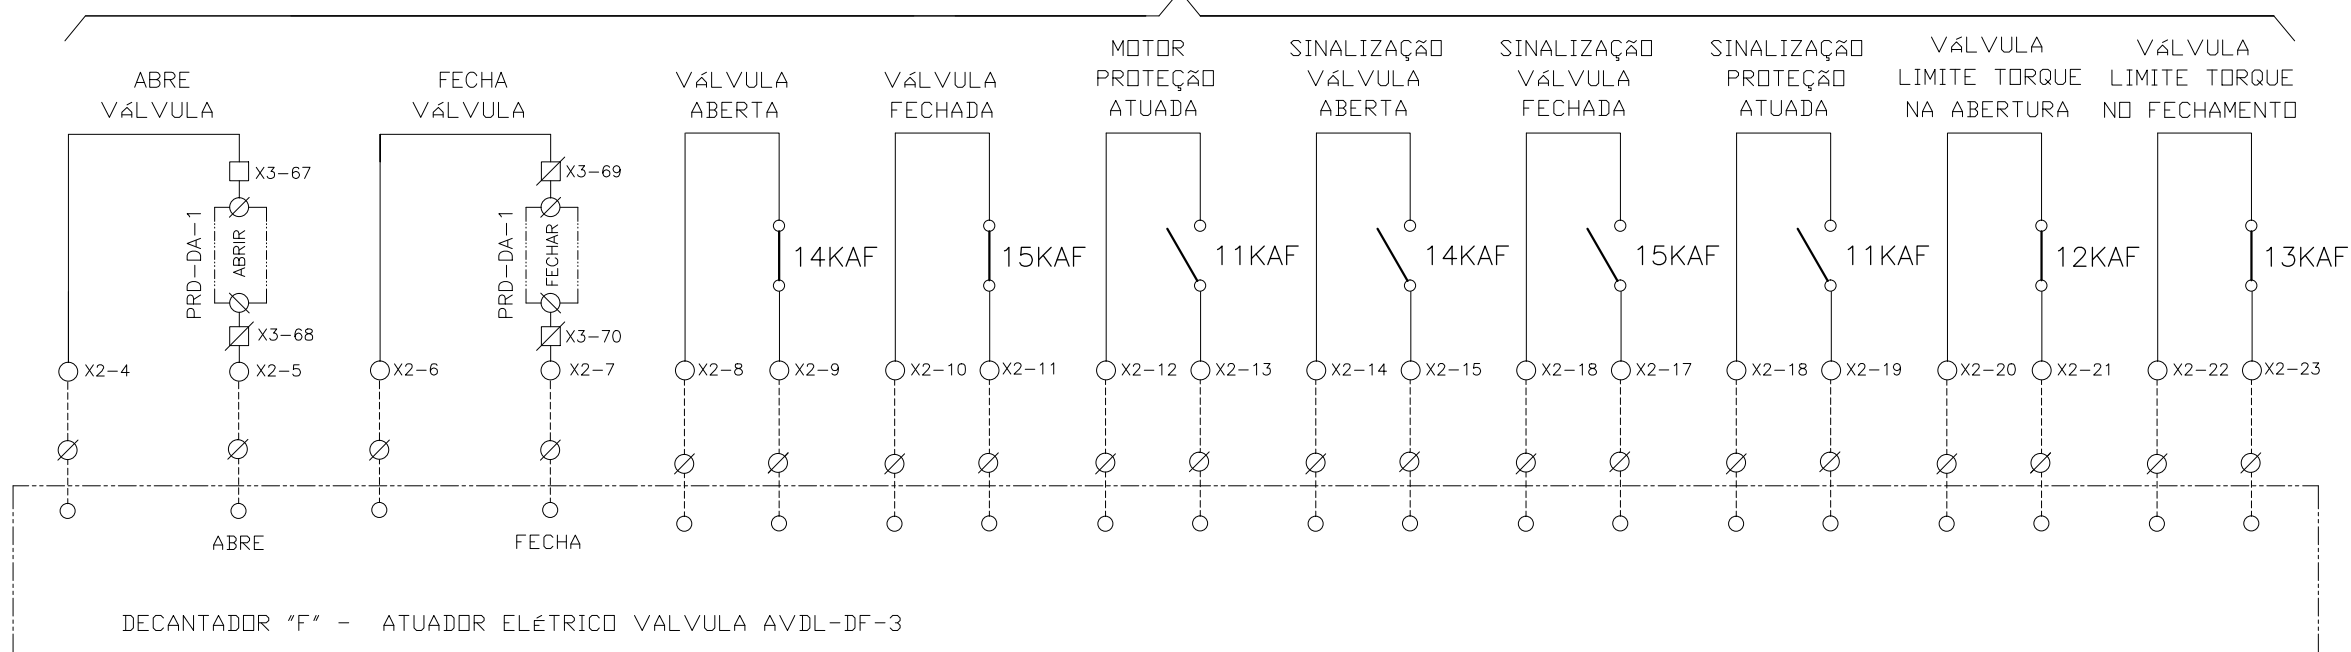 ABRE
VÁLVULA
FECHA
VÁLVULA
VÁLVULA
ABERTA
VÁLVULA
FECHADA
MOTOR
PROTEÇÃO
ATUADA
SINALIZAÇÃO
VÁLVULA
ABERTA
SINALIZAÇÃO
VÁLVULA
FECHADA
SINALIZAÇÃO
PROTEÇÃO
ATUADA
VÁLVULA
LIMITE TORQUE
NA ABERTURA
VÁLVULA
LIMITE TORQUE
NO FECHAMENTO
X3-67
X3-69
PRD-DA-1
ABRIR
PRD-DA-1
FECHAR
14KAF
15KAF
11KAF
14KAF
15KAF
11KAF
12KAF
13KAF
X3-68
X3-70
X2-4
X2-5
X2-6
X2-7
X2-8
X2-9
X2-10
X2-11
X2-12
X2-13
X2-14
X2-15
X2-18
X2-17
X2-18
X2-19
X2-20
X2-21
X2-22
X2-23
ABRE
FECHA
DECANTADOR "F" - ATUADOR ELÉTRICO VALVULA AVDL-DF-3